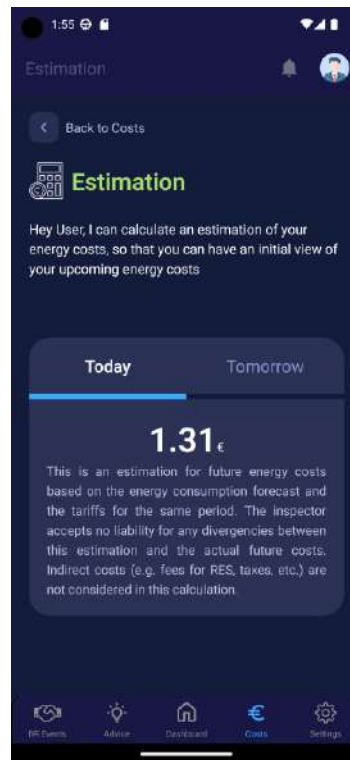 1:55
Estimation
Back to Costs
Estimation
Hey User, I can calculate an estimation of your
energy costs, so that you can have an initial view of
your upcoming energy costs
Today Tomorrow
1.31€
This is an estimation for future energy costs
based on the energy consumption forecast and
the tariffs for the same period. The inspector
accepts no liability for any divergencies between
this estimation and the actual future costs.
Indirect costs (e.g. fees for RES, taxes, etc.) are
not considered in this calculation.
DR Events Advice Dashboard Costs Settings